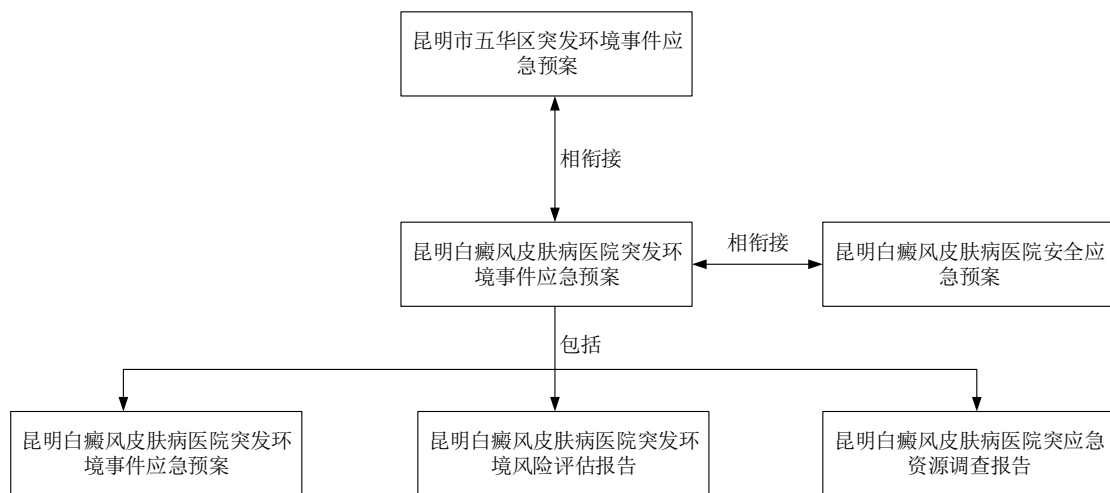 昆明市五华区突发环境事件应
急预案
相衔接
昆明白癜风皮肤病医院突发环
境事件应急预案
相衔接
昆明白癜风皮肤病医院安全应
急预案
包括
昆明白癜风皮肤病医院突发环
境事件应急预案
昆明白癜风皮肤病医院突发环
境风险评估报告
昆明白癜风皮肤病医院突应急
资源调查报告